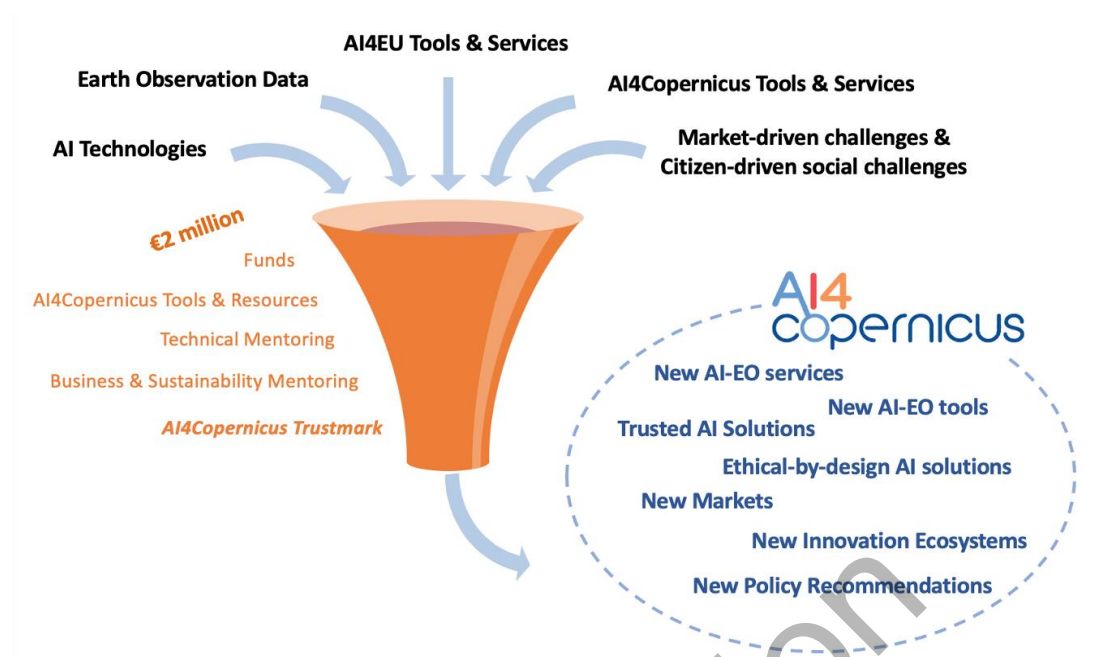 AI4EU Tools & Services
Earth Observation Data
AI4Copernicus Tools & Services
AI Technologies
Market-driven challenges &
Citizen-driven social challenges
€2 million
Funds
AI4Copernicus Tools & Resources
Technical Mentoring
Business & Sustainability Mentoring
AI4Copernicus Trustmark
AI4
copernicus
New AI-EO services
New AI-EO tools
Trusted AI Solutions
Ethical-by-design AI solutions
New Markets
New Innovation Ecosystems
New Policy Recommendations